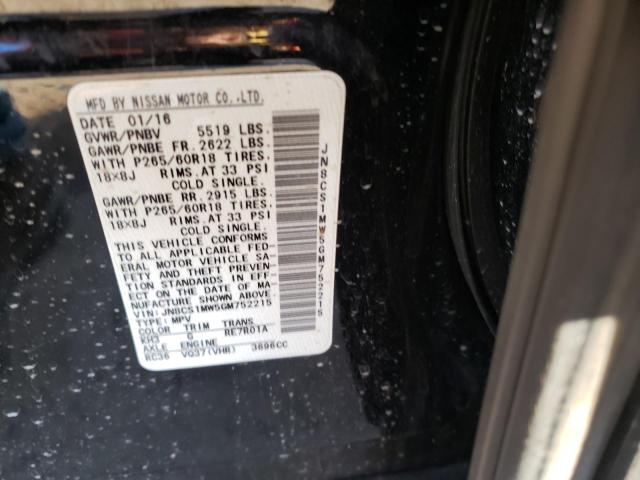 MFD BY NISSAN MOTOR CO.,LTD.
DATE 01/16
GVWR/PNBV 5519 LBS.
GAWR/PNBE FR. 2622 LBS.
WITH P265/60R18 TIRES.
18X8J RIMS.AT 33 PSI
COLD SINGLE.
GAWR/PNBE RR. 2915 LBS
WITH P265/60R18 TIRES.
18X8J RIMS.AT 33 PSI
COLD SINGLE.
THIS VEHICLE CONFORMS
TO ALL APPLICABLE FED-
ERAL MOTOR VEHICLE SA-
FETY AND THEFT PREVEN-
TION STANDARDS IN EFF-
ECT ON THE DATE OF MA-
NUFACTURE SHOWN ABOVE.
VIN:JN8CS1MW5GM752215
TYPE:MPV
COLOR TRIM TRANS
KH3 G RE7R01A
AXLE ENGINE
RC36 VQ37(VHR) 3696CC
JN8CS1MW5GM752215